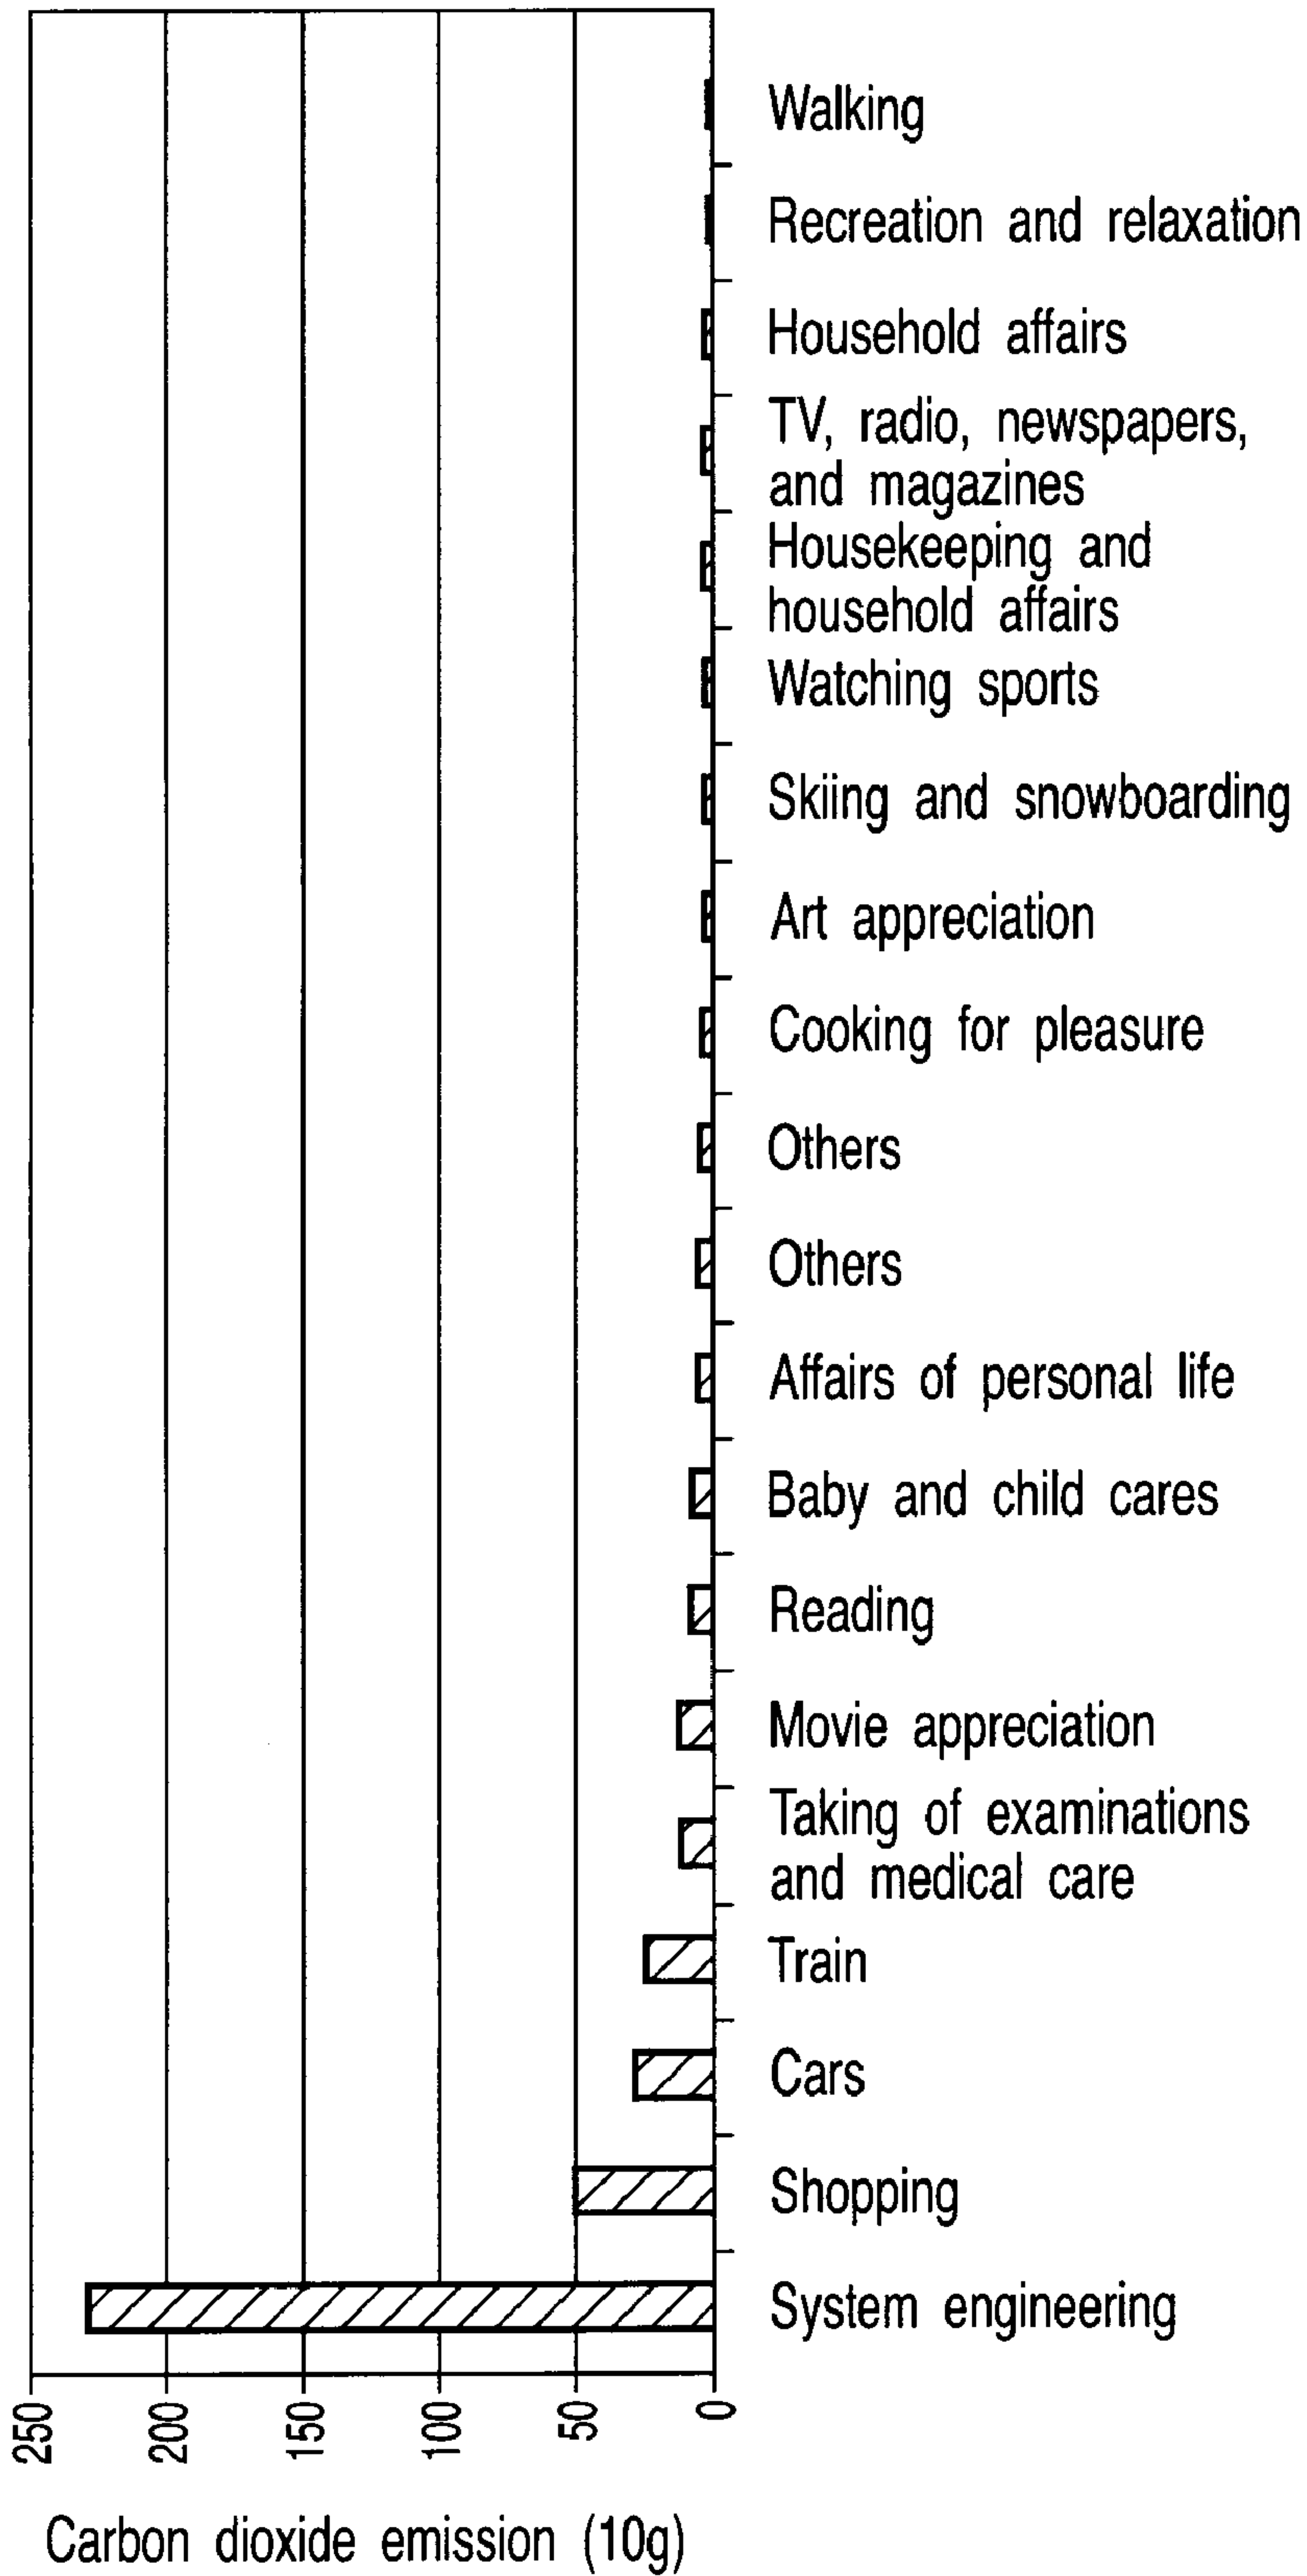 Walking
Recreation and relaxation
Household affairs
TV, radio, newspapers,
and magazines
Housekeeping and
household affairs
Watching sports
Skiing and snowboarding
Art appreciation
Cooking for pleasure
Others
Others
Affairs of personal life
Baby and child cares
Reading
Movie appreciation
Taking of examinations
and medical care
Train
Cars
Shopping
System engineering
250
200
150
100
50
0
Carbon dioxide emission (10g)